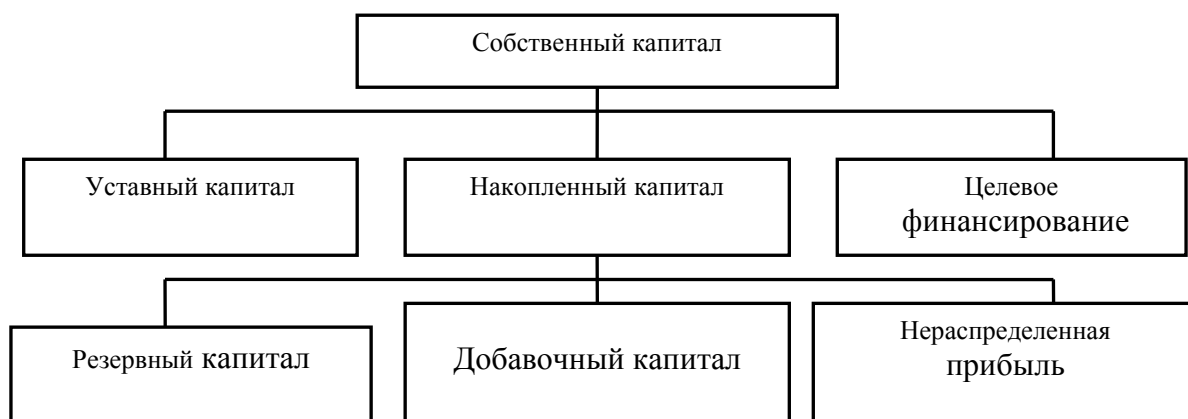 Собственный капитал
Уставный капитал
Накопленный капитал
Целевое
финансирование
Резервный капитал
Добавочный капитал
Нераспределенная
прибыль